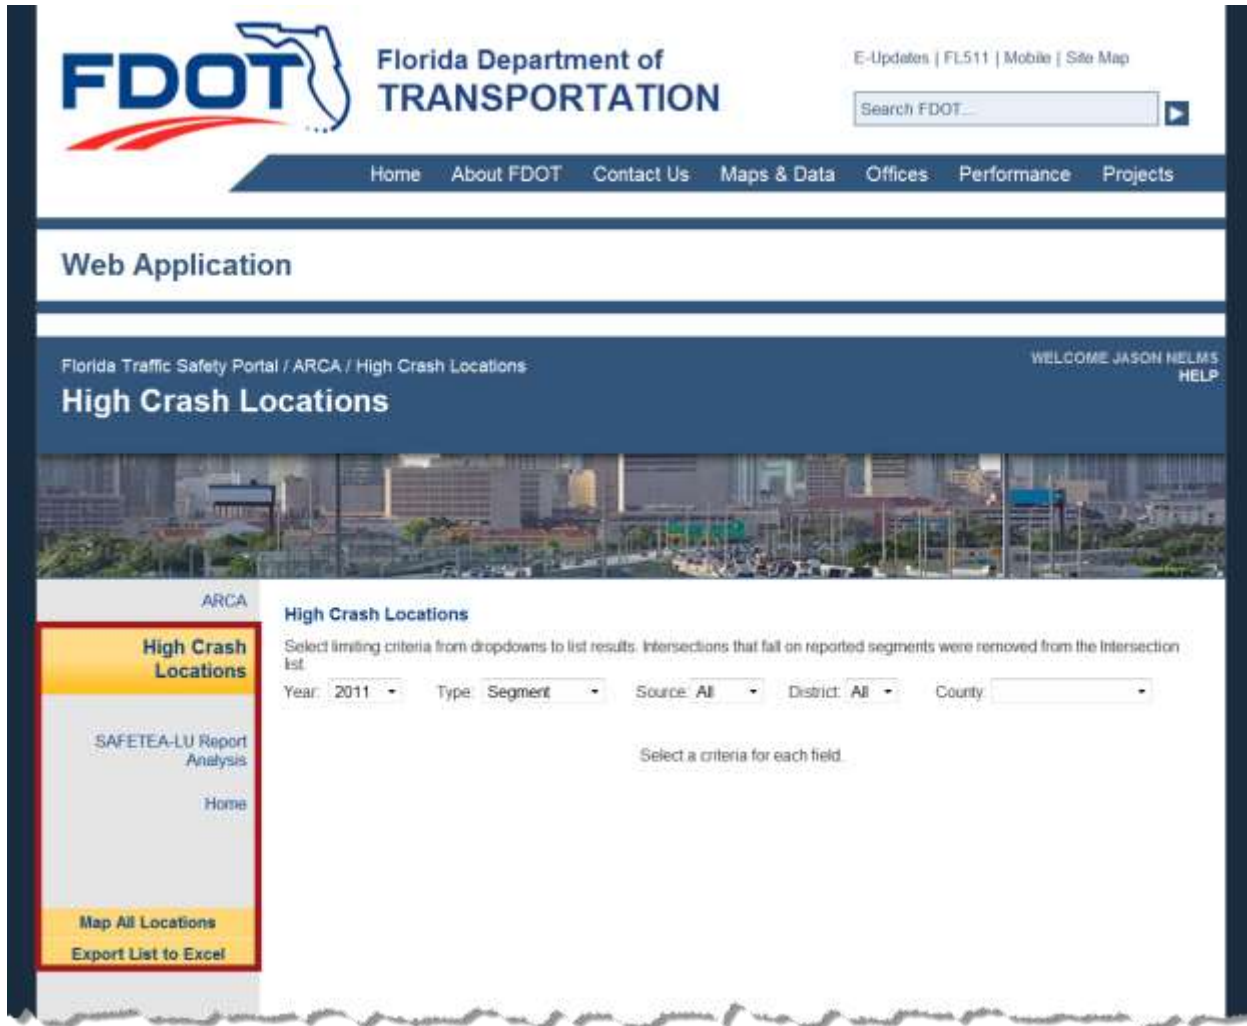 FDOT
Florida Department of
TRANSPORTATION
E-Updates | FL511 | Mobile | Site Map
Search FDOT...
Home About FDOT Contact Us Maps & Data Offices Performance Projects
Web Application
Florida Traffic Safety Portal / ARCA / High Crash Locations
WELCOME JASON NELMS
HELP
High Crash Locations
ARCA
High Crash
Locations
SAFETEA-LU Report
Analysis
Home
Map All Locations
Export List to Excel
High Crash Locations
Select limiting criteria from dropdowns to list results. Intersections that fall on reported segments were removed from the Intersection
list.
Year: 2011 Type: Segment Source: All District: All County:
Select a criteria for each field.